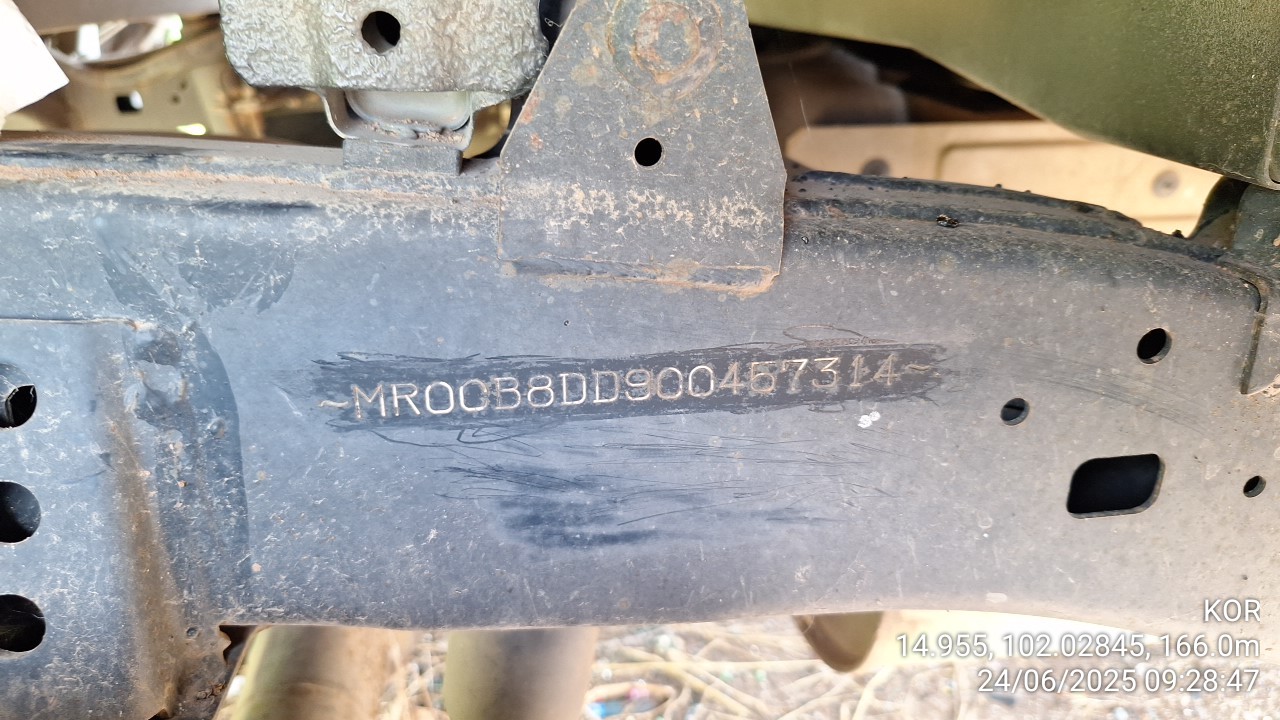 ~MR0CB8DD900467314~
KOR
14.955, 102.02845, 166.0m
24/06/2025 09:28:47